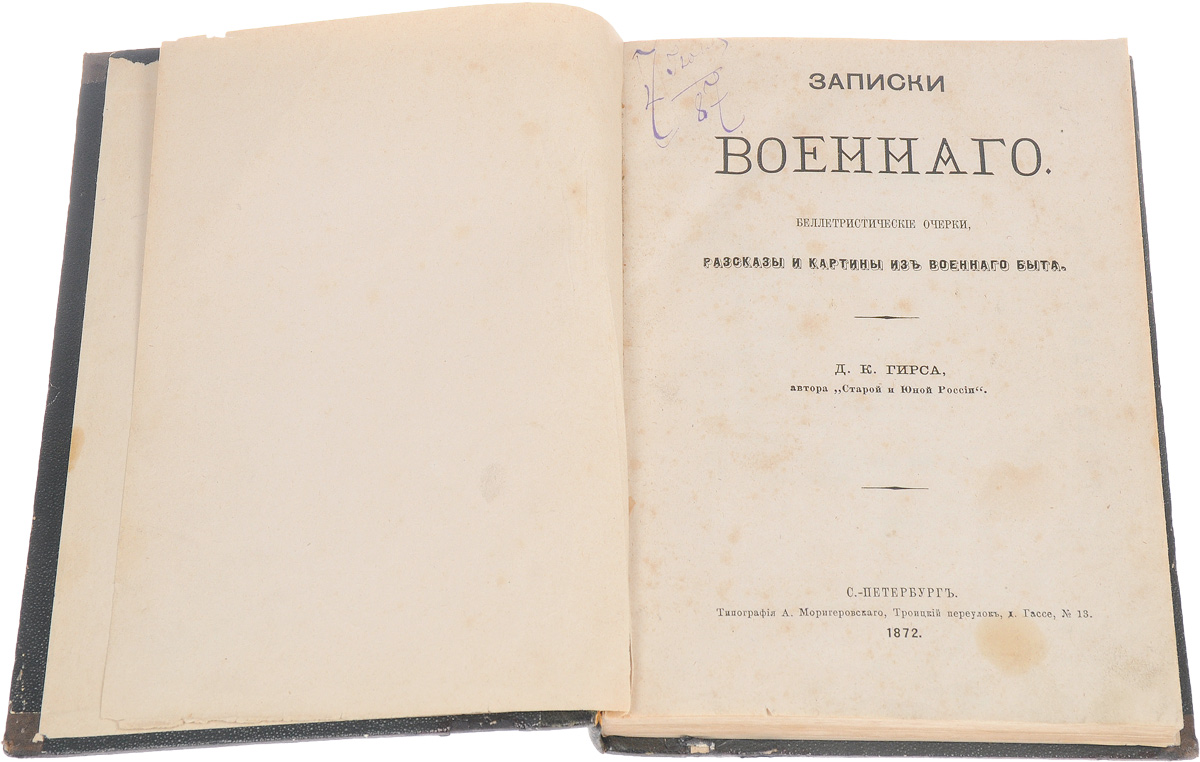 ЗАПИСКИ
ВОЕННАГО.
БЕЛЛЕТРИСТИЧЕСКІЕ ОЧЕРКИ,
РАЗСКАЗЫ И КАРТИНЫ ИЗЪ ВОЕННАГО БЫТА.
Д. К. ГИРСА,
автора „Старой и Юной Россіи“.
С.-ПЕТЕРБУРГЪ.
Типографія А. Моригеровскаго, Троицкій переулокъ, д. Гассе, № 13.
1872.